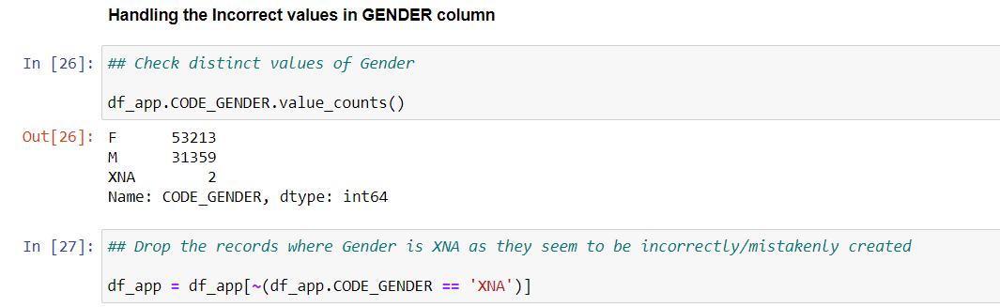 Handling the Incorrect values in GENDER column
In [26]: ## Check distinct values of Gender
df_app.CODE_GENDER.value_counts()
Out[26]: F 53213
M 31359
XNA 2
Name: CODE_GENDER, dtype: int64
In [27]: ## Drop the records where Gender is XNA as they seem to be incorrectly/mistakenly created
df_app = df_app[~(df_app.CODE_GENDER == 'XNA')]